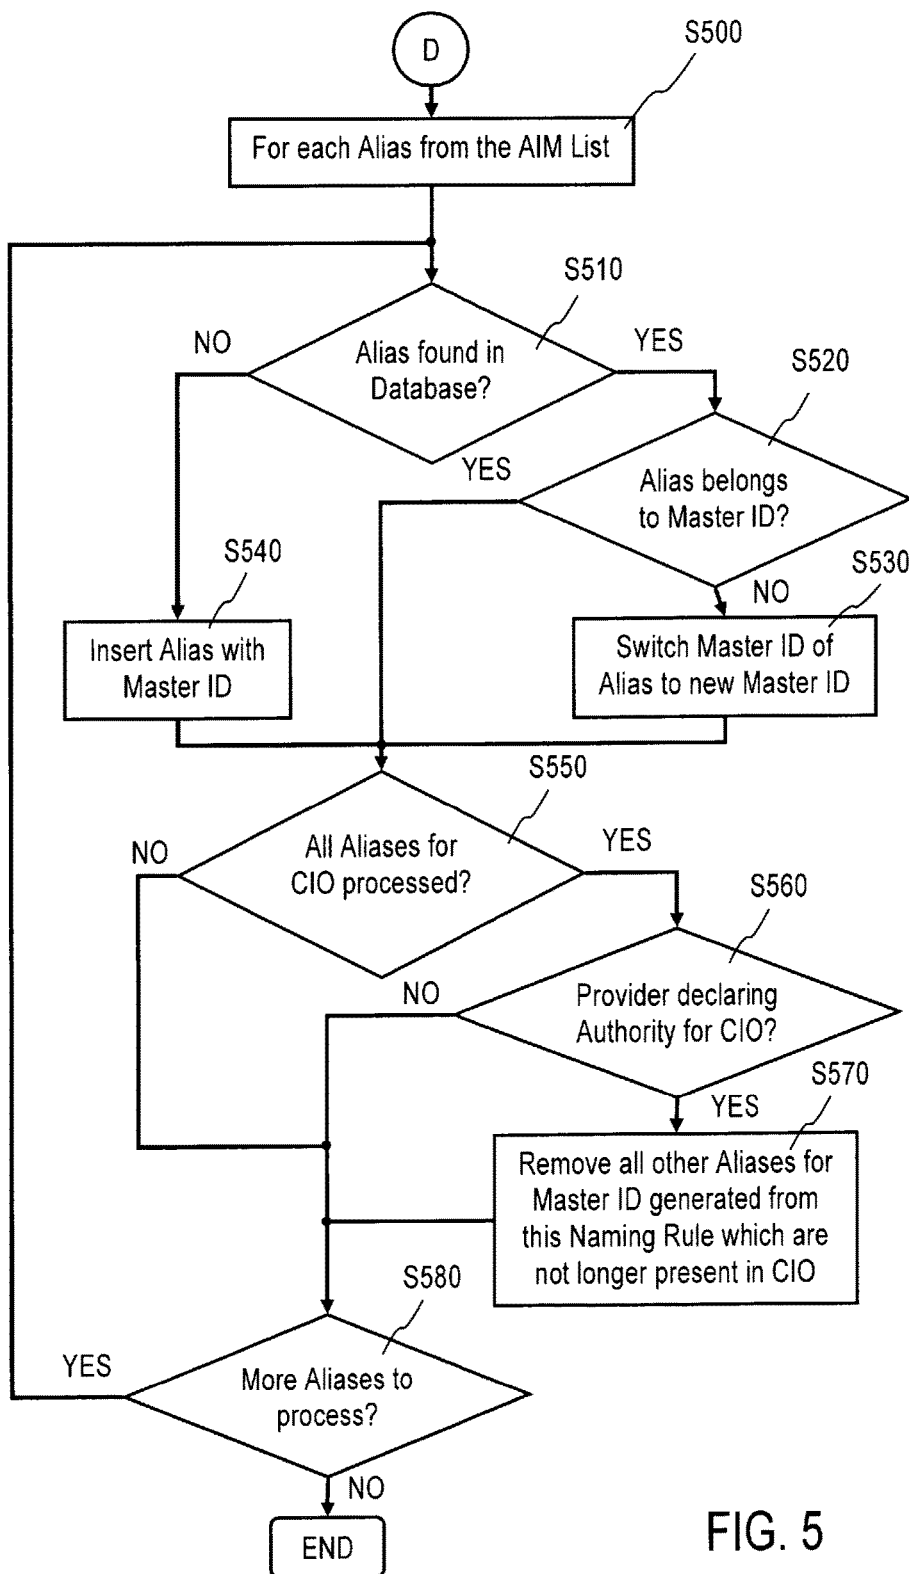 D
S500
For each Alias from the AIM List
S510
NO
Alias found in
Database?
YES
S520
YES
Alias belongs
to Master ID?
S540
NO
S530
Insert Alias with
Master ID
Switch Master ID of
Alias to new Master ID
S550
NO
All Aliases for
CIO processed?
YES
S560
NO
Provider declaring
Authority for CIO?
S570
YES
Remove all other Aliases for
Master ID generated from
this Naming Rule which are
not longer present in CIO
S580
YES
More Aliases to
process?
NO
END
FIG. 5